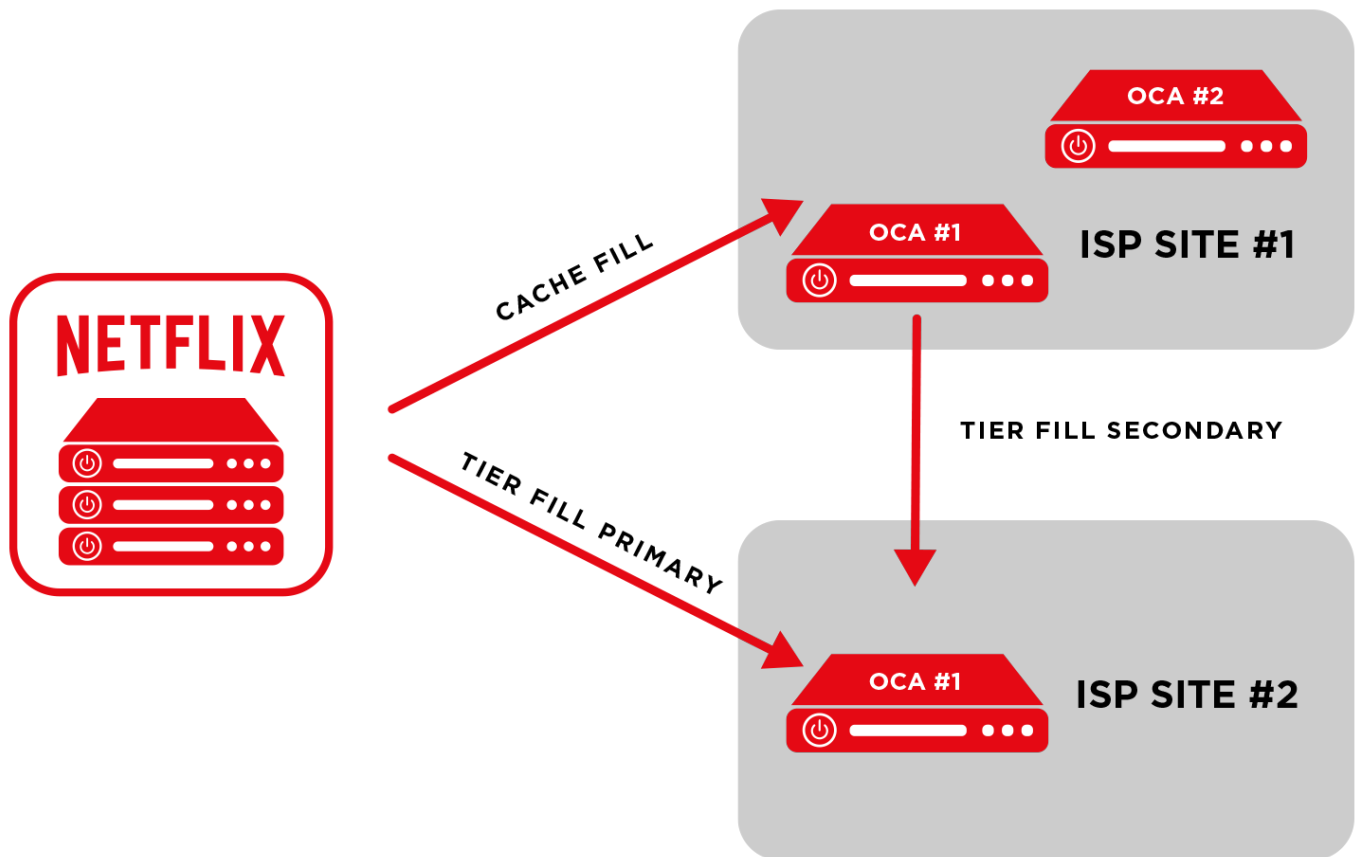 OCA #2
OCA #1
ISP SITE #1
CACHE FILL
NETFLIX
TIER FILL SECONDARY
TIER FILL PRIMARY
OCA #1
ISP SITE #2